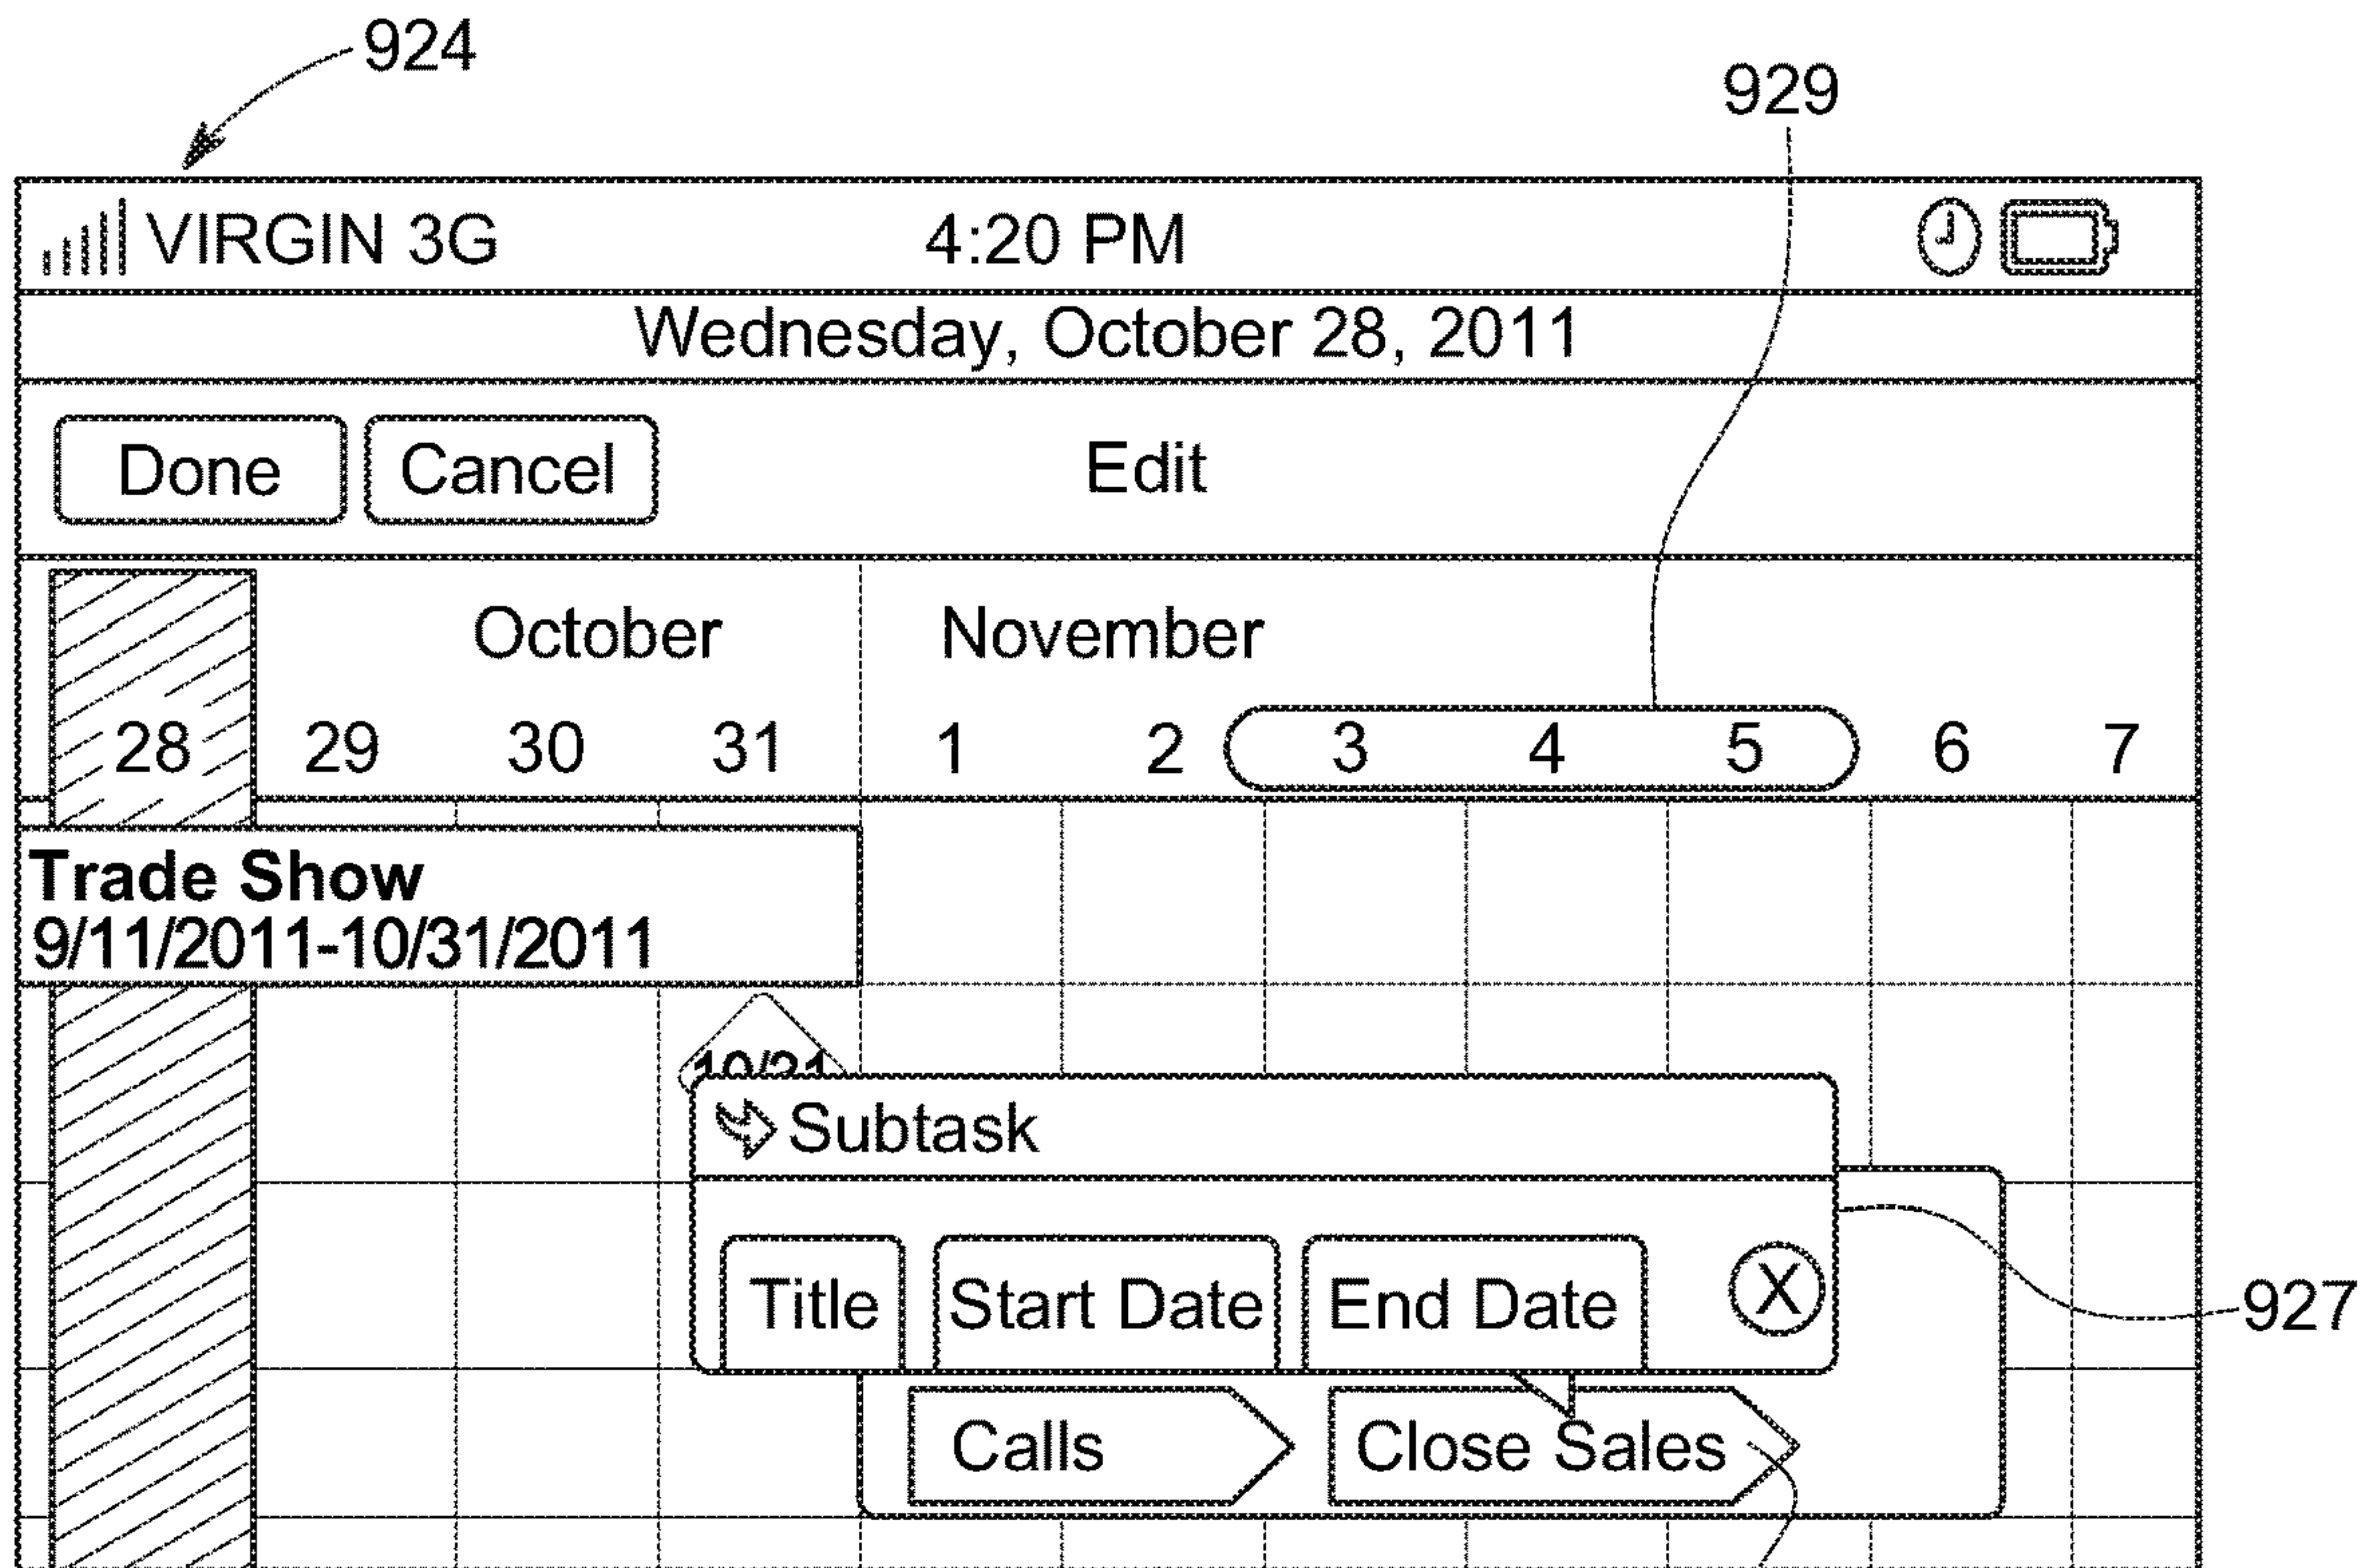 924
929
VIRGIN 3G 4:20 PM
Wednesday, October 28, 2011
Done Cancel Edit
October November
28 29 30 31 1 2 3 4 5 6 7
Trade Show
9/11/2011-10/31/2011
Subtask
Title Start Date End Date X
927
Calls Close Sales